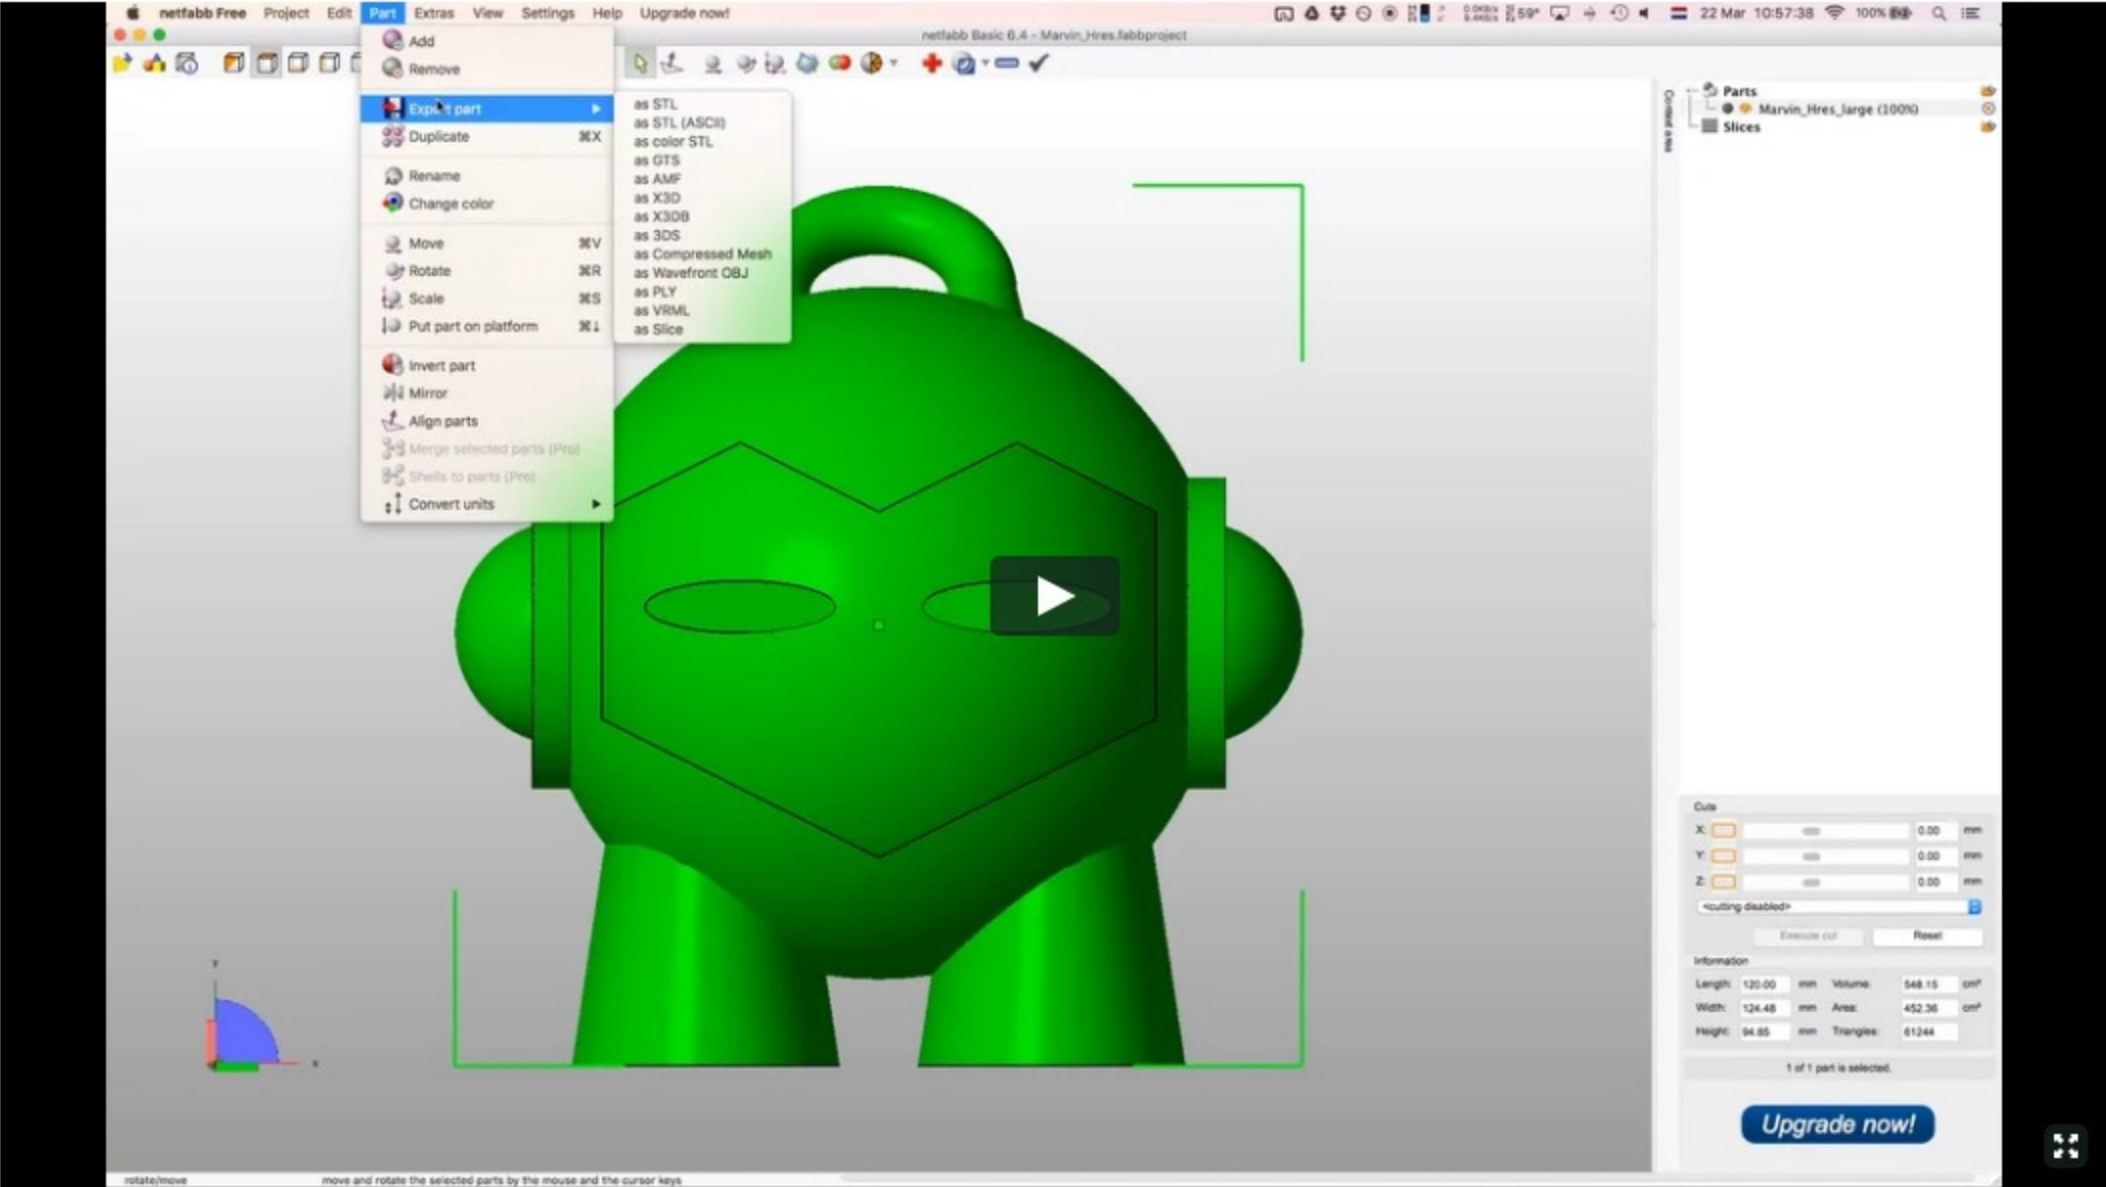 netfabb Free Project Edit Part Extras View Settings Help Upgrade now! 59° 22 Mar 10:57:38 100%
netfabb Basic 6.4 - Marvin_Hres.fabbproject
Add
Remove
Export part
Duplicate ⌘X
Rename
Change color
Move ⌘V
Rotate ⌘R
Scale ⌘S
Put part on platform ⌘↓
Invert part
Mirror
Align parts
Merge selected parts (Pro)
Shells to parts (Pro)
Convert units
as STL
as STL (ASCII)
as color STL
as GTS
as AMF
as X3D
as X3DB
as 3DS
as Compressed Mesh
as Wavefront OBJ
as PLY
as VRML
as Slice
Context area
Parts
Marvin_Hres_large (100%)
Slices
Cuts
X: 0.00 mm
Y: 0.00 mm
Z: 0.00 mm
<cutting disabled>
Execute cut Reset
Information
Length: 120.00 mm Volume: 548.15 cm³
Width: 124.48 mm Area: 452.36 cm²
Height: 94.85 mm Triangles: 61244
1 of 1 part is selected.
Upgrade now!
Y
X
rotate/move move and rotate the selected parts by the mouse and the cursor keys